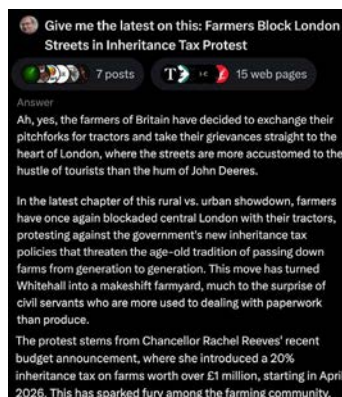 Give me the latest on this: Farmers Block London
Streets in Inheritance Tax Protest
7 posts
15 web pages
Answer
Ah, yes, the farmers of Britain have decided to exchange their
pitchforks for tractors and take their grievances straight to the
heart of London, where the streets are more accustomed to the
hustle of tourists than the hum of John Deeres.
In the latest chapter of this rural vs. urban showdown, farmers
have once again blockaded central London with their tractors,
protesting against the government's new inheritance tax
policies that threaten the age-old tradition of passing down
farms from generation to generation. This move has turned
Whitehall into a makeshift farmyard, much to the surprise of
civil servants who are more used to dealing with paperwork
than produce.
The protest stems from Chancellor Rachel Reeves' recent
budget announcement, where she introduced a 20%
inheritance tax on farms worth over £1 million, starting in April
2026. This has sparked fury among the farming community,